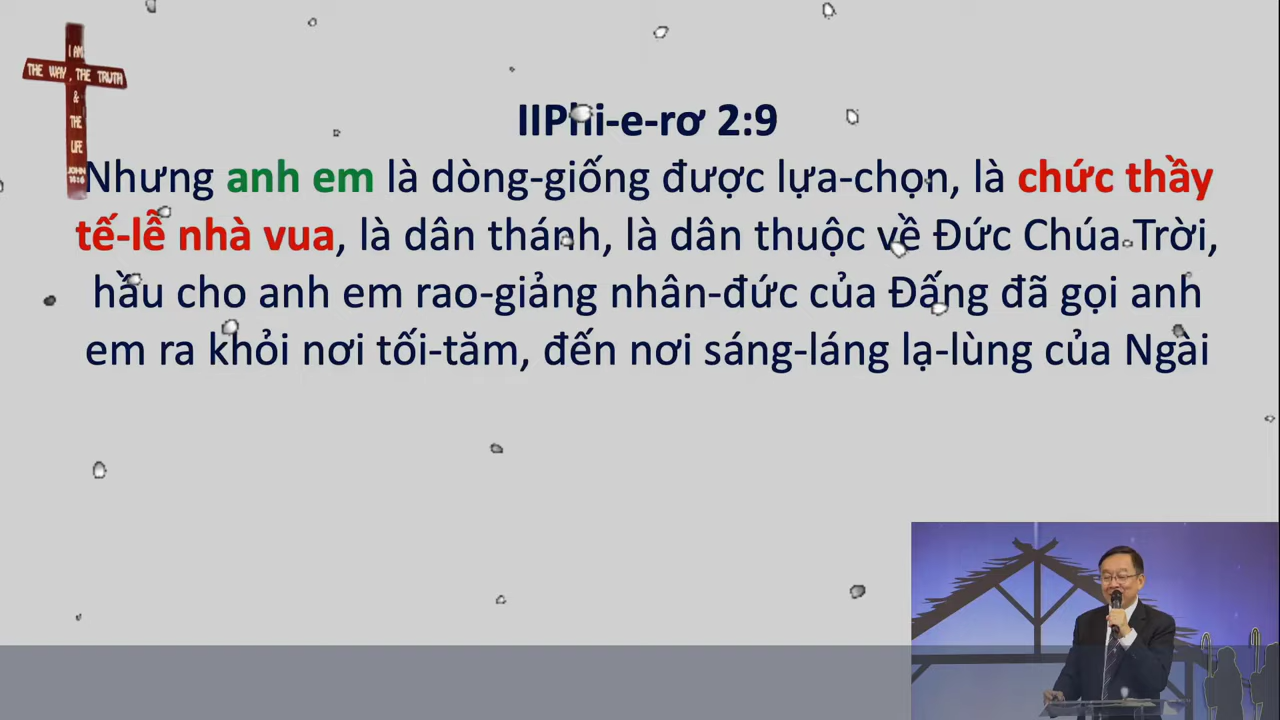 I AM
THE WAY, THE TRUTH
&
THE
LIFE
JOHN
14:6
IIPhi-e-rơ 2:9
Nhưng anh em là dòng-giống được lựa-chọn, là chức thầy
tế-lễ nhà vua, là dân thánh, là dân thuộc về Đức Chúa Trời,
hầu cho anh em rao-giảng nhân-đức của Đấng đã gọi anh
em ra khỏi nơi tối-tăm, đến nơi sáng-láng lạ-lùng của Ngài